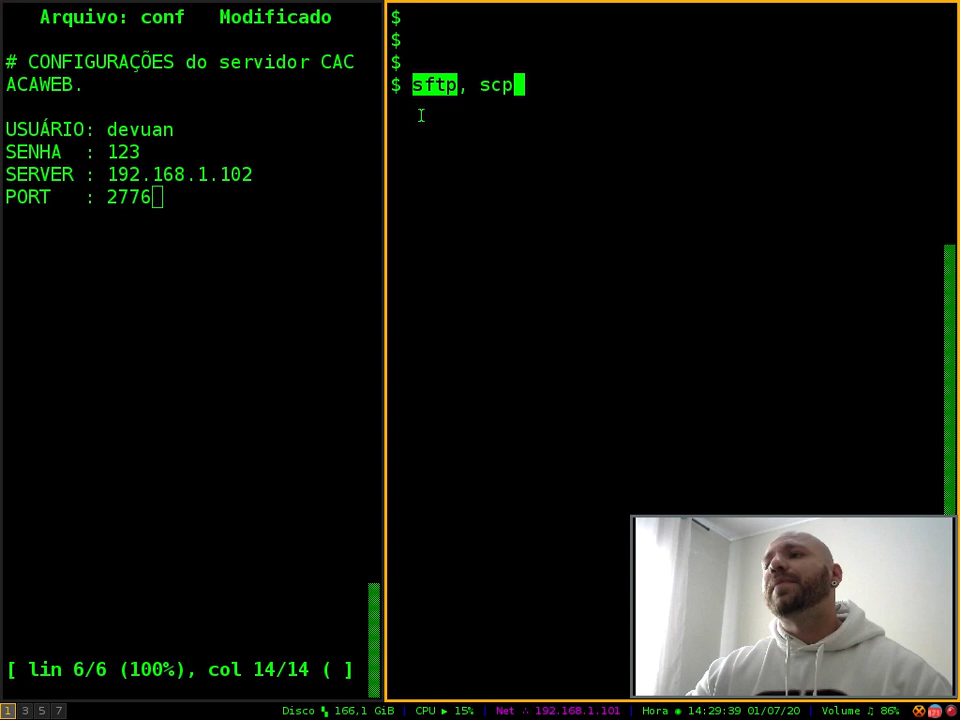 Arquivo: conf   Modificado
# CONFIGURAÇÕES do servidor CAC
ACAWEB.
USUÁRIO: devuan
SENHA  : 123
SERVER : 192.168.1.102
PORT   : 2776
[ lin 6/6 (100%), col 14/14 ( ]
$
$
$
$ sftp, scp
1 3 5 7
Disco 166,1 GiB | CPU ▶ 15% | Net ∴ 192.168.1.101 | Hora ◉ 14:29:39 01/07/20 | Volume ♫ 86%